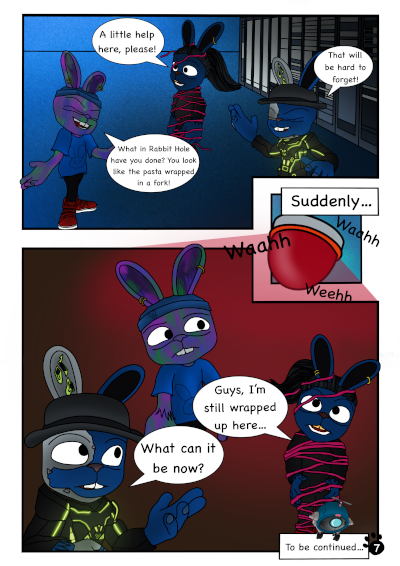 A little help
here, please!
That will
be hard to
forget!
What in Rabbit Hole
have you done? You look
like the pasta wrapped
in a fork!
Suddenly...
Waahh
Waahh
Weehh
Guys, I'm
still wrapped
up here...
What can it
be now?
To be continued...
7